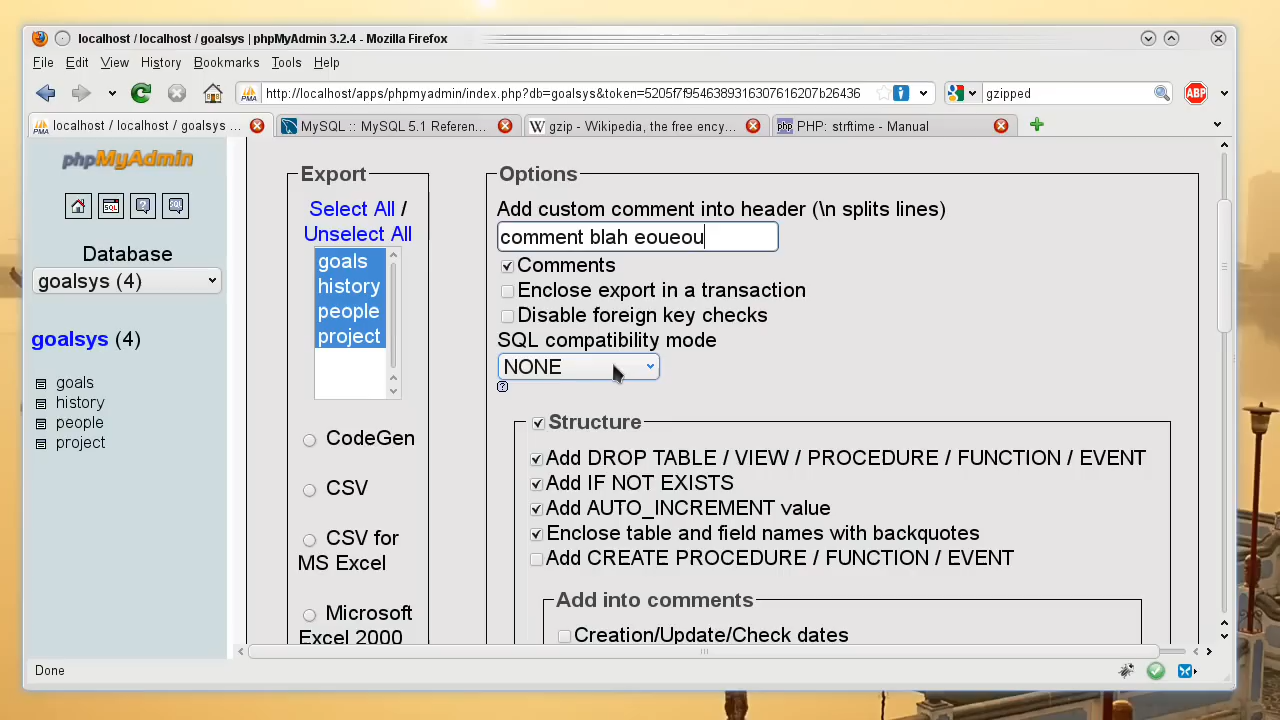 localhost / localhost / goalsys | phpMyAdmin 3.2.4 - Mozilla Firefox
File Edit View History Bookmarks Tools Help
http://localhost/apps/phpmyadmin/index.php?db=goalsys&token=5205f7f9546389316307616207b26436
gzipped
ABP
localhost / localhost / goalsys ...
MySQL :: MySQL 5.1 Referen...
gzip - Wikipedia, the free ency...
PHP: strftime - Manual
phpMyAdmin
SQL
Database
goalsys (4)
goalsys (4)
goals
history
people
project
Export
Select All /
Unselect All
goals
history
people
project
CodeGen
CSV
CSV for
MS Excel
Microsoft
Excel 2000
Options
Add custom comment into header (\n splits lines)
comment blah eoueou
Comments
Enclose export in a transaction
Disable foreign key checks
SQL compatibility mode
NONE
Structure
Add DROP TABLE / VIEW / PROCEDURE / FUNCTION / EVENT
Add IF NOT EXISTS
Add AUTO_INCREMENT value
Enclose table and field names with backquotes
Add CREATE PROCEDURE / FUNCTION / EVENT
Add into comments
Creation/Update/Check dates
Done